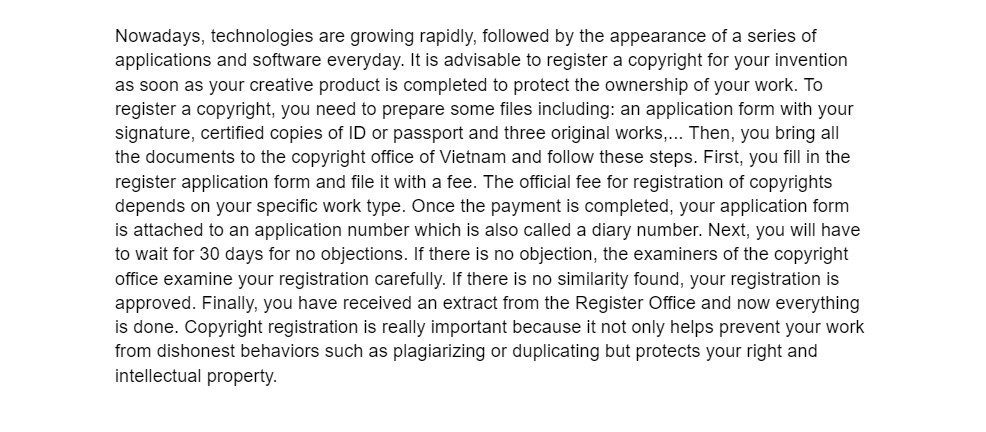 Nowadays, technologies are growing rapidly, followed by the appearance of a series of
applications and software everyday. It is advisable to register a copyright for your invention
as soon as your creative product is completed to protect the ownership of your work. To
register a copyright, you need to prepare some files including: an application form with your
signature, certified copies of ID or passport and three original works,... Then, you bring all
the documents to the copyright office of Vietnam and follow these steps. First, you fill in the
register application form and file it with a fee. The official fee for registration of copyrights
depends on your specific work type. Once the payment is completed, your application form
is attached to an application number which is also called a diary number. Next, you will have
to wait for 30 days for no objections. If there is no objection, the examiners of the copyright
office examine your registration carefully. If there is no similarity found, your registration is
approved. Finally, you have received an extract from the Register Office and now everything
is done. Copyright registration is really important because it not only helps prevent your work
from dishonest behaviors such as plagiarizing or duplicating but protects your right and
intellectual property.